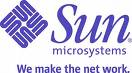 Sun
microsystems
We make the net work.